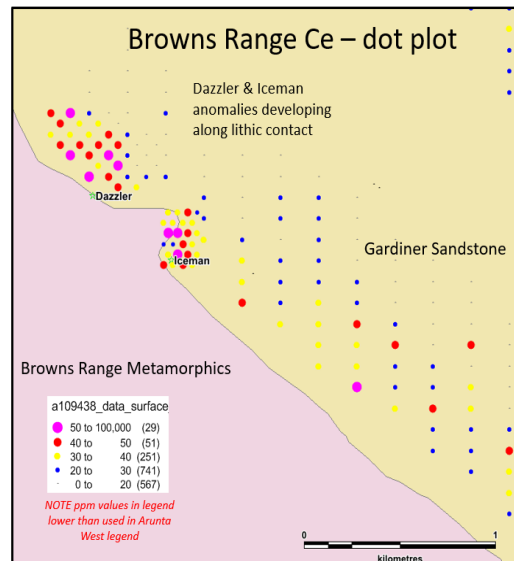 Browns Range Ce – dot plot
Dazzler & Iceman
anomalies developing
along lithic contact
Dazzler
Iceman
Gardiner Sandstone
Browns Range Metamorphics
a109438_data_surface_
50 to 100,000 (29)
40 to 50 (51)
30 to 40 (251)
20 to 30 (741)
0 to 20 (567)
NOTE ppm values in legend
lower than used in Arunta
West legend
0 1
kilometres